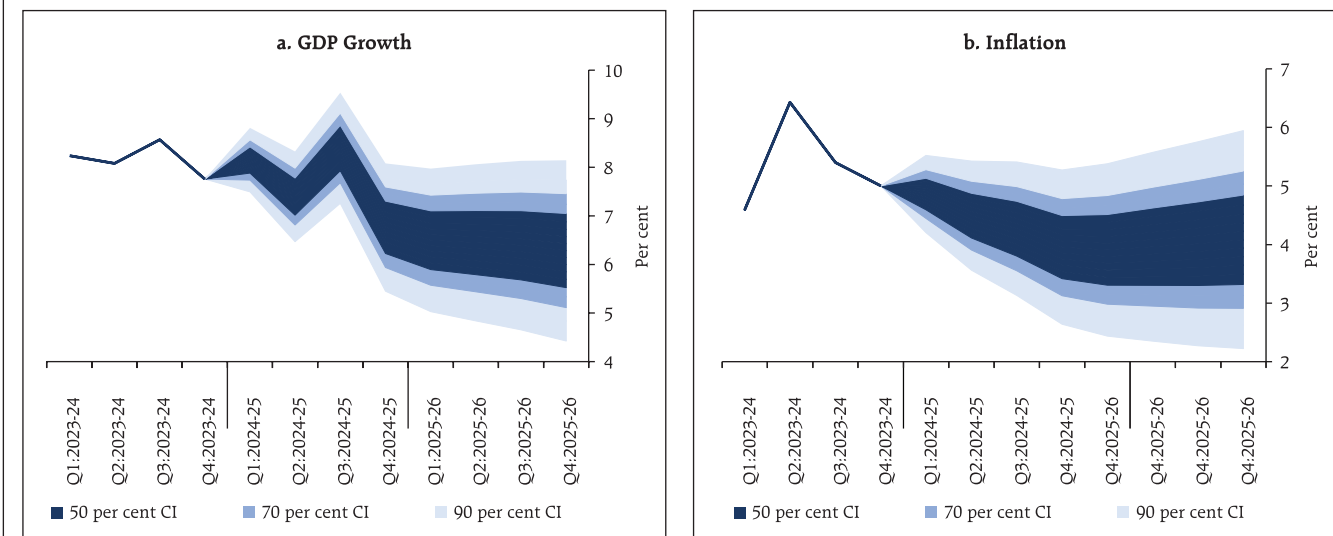 a. GDP Growth
10
9
8
7
6
5
4
Per cent
Q1:2023-24
Q2:2023-24
Q3:2023-24
Q4:2023-24
Q1:2024-25
Q2:2024-25
Q3:2024-25
Q4:2024-25
Q1:2025-26
Q2:2025-26
Q3:2025-26
Q4:2025-26
50 per cent CI
70 per cent CI
90 per cent CI
b. Inflation
7
6
5
4
3
2
Per cent
Q1:2023-24
Q2:2023-24
Q3:2023-24
Q4:2023-24
Q1:2024-25
Q2:2024-25
Q3:2024-25
Q4:2024-25
Q4:2025-26
Q4:2025-26
Q4:2025-26
Q4:2025-26
50 per cent CI
70 per cent CI
90 per cent CI